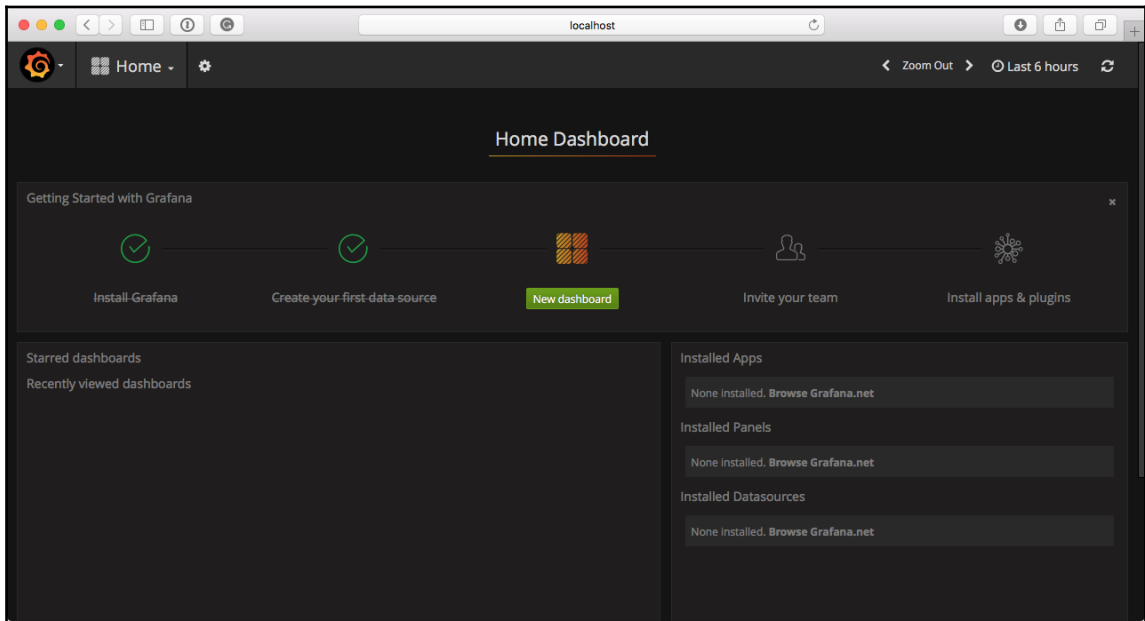 localhost
Home
Zoom Out
Last 6 hours
Home Dashboard
Getting Started with Grafana
Install Grafana
Create your first data source
New dashboard
Invite your team
Install apps & plugins
Starred dashboards
Recently viewed dashboards
Installed Apps
None installed. Browse Grafana.net
Installed Panels
None installed. Browse Grafana.net
Installed Datasources
None installed. Browse Grafana.net